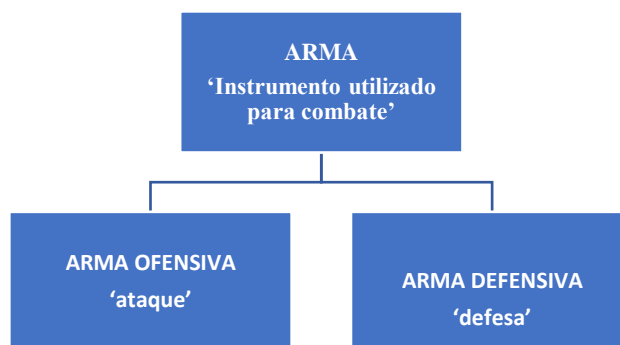 ARMA
‘Instrumento utilizado
para combate’
ARMA OFENSIVA
‘ataque’
ARMA DEFENSIVA
‘defesa’